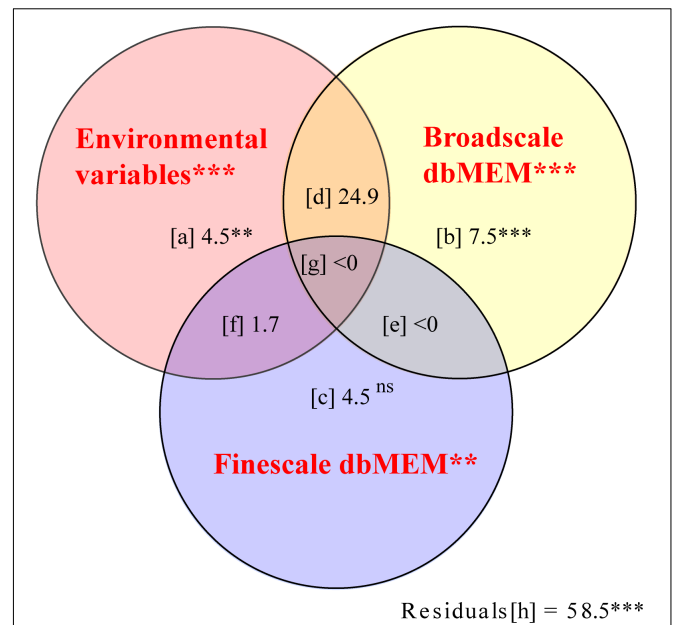 Environmental
variables***
Broadscale
dbMEM***
[d] 24.9
[a] 4.5**
[b] 7.5***
[g] <0
[f] 1.7
[e] <0
[c] 4.5 ns
Finescale dbMEM**
Residuals[h] = 58.5***